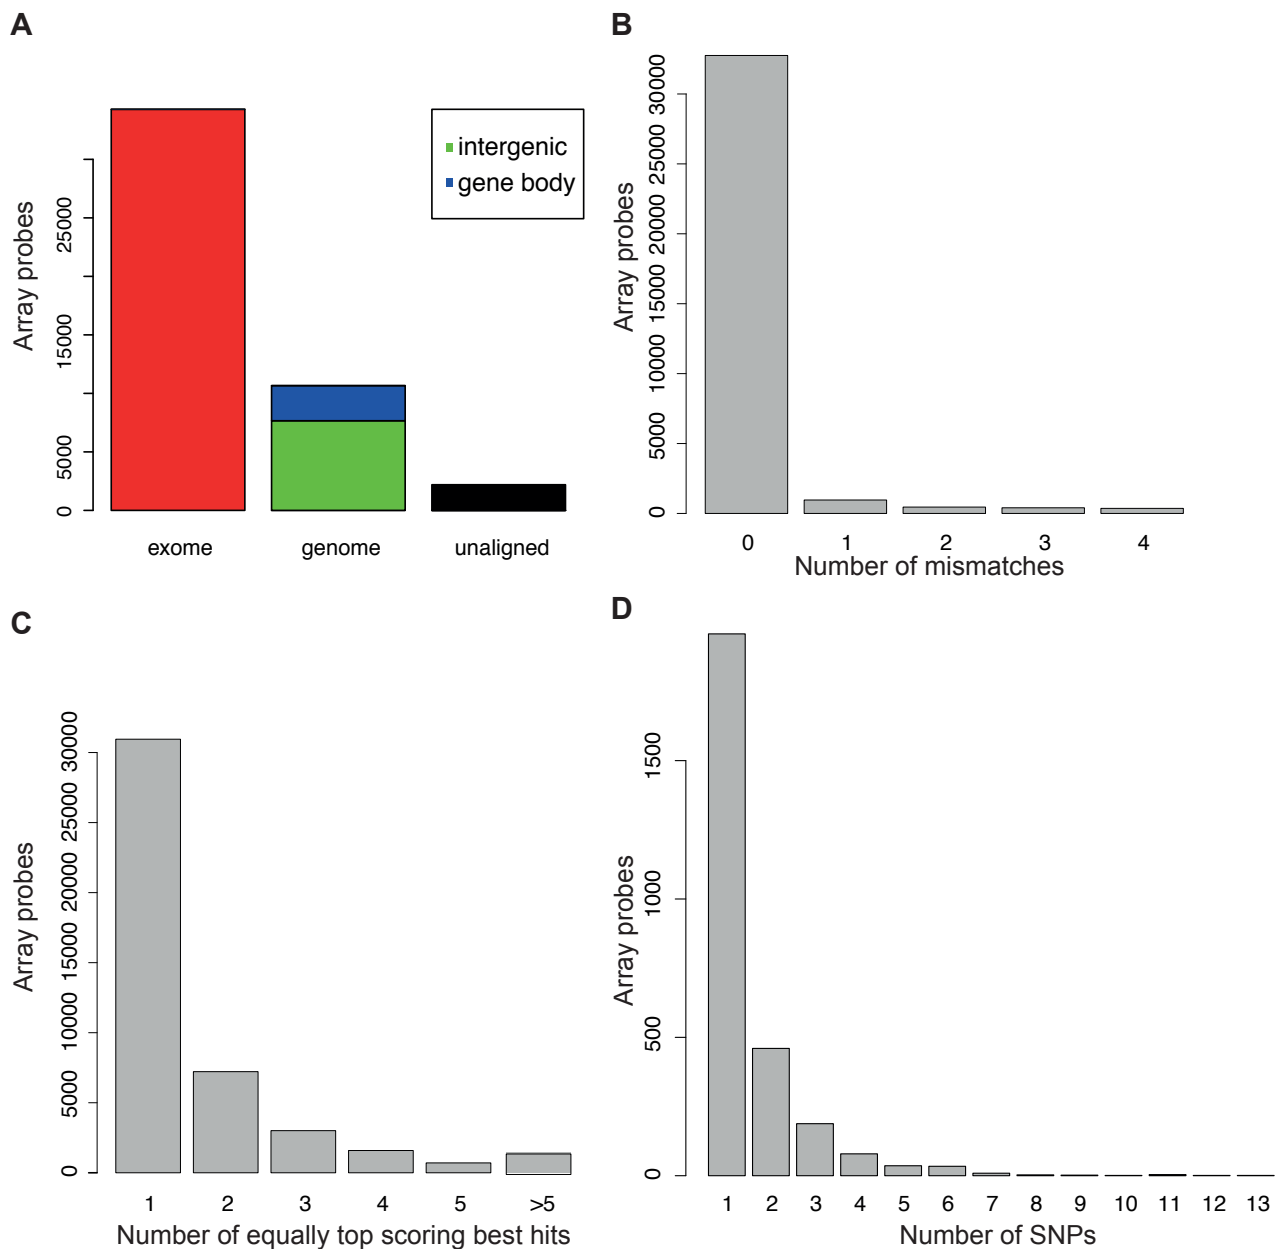 A
Array probes
0
5000
15000
25000
intergenic
gene body
exome
genome
unaligned
B
Array probes
0
5000
10000
15000
20000
25000
30000
0 1 2 3 4
Number of mismatches
C
Array probes
0
5000
10000
15000
20000
25000
30000
1 2 3 4 5 >5
Number of equally top scoring best hits
D
Array probes
0
500
1000
1500
1 2 3 4 5 6 7 8 9 10 11 12 13
Number of SNPs